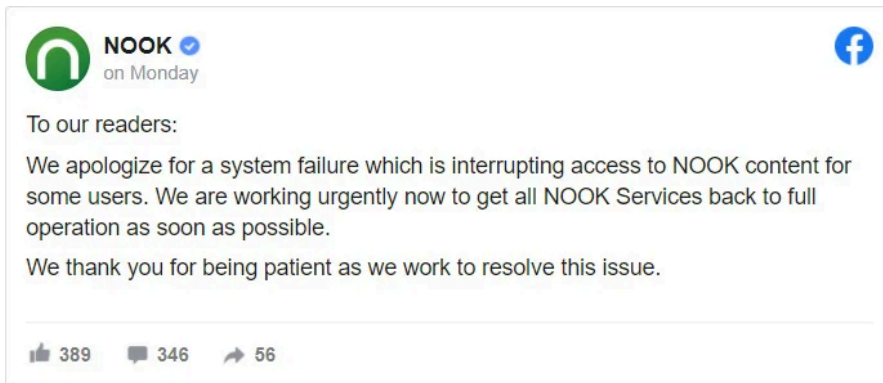 NOOK
on Monday
To our readers:
We apologize for a system failure which is interrupting access to NOOK content for
some users. We are working urgently now to get all NOOK Services back to full
operation as soon as possible.
We thank you for being patient as we work to resolve this issue.
389 346 56